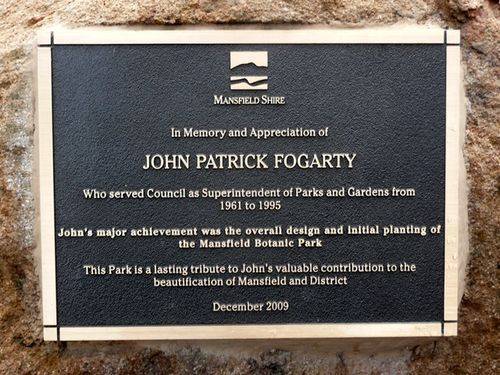 Mansfield Shire
In Memory and Appreciation of
JOHN PATRICK FOGARTY
Who served Council as Superintendent of Parks and Gardens from
1961 to 1995
John's major achievement was the overall design and initial planting of
the Mansfield Botanic Park
This Park is a lasting tribute to John's valuable contribution to the
beautification of Mansfield and District
December 2009